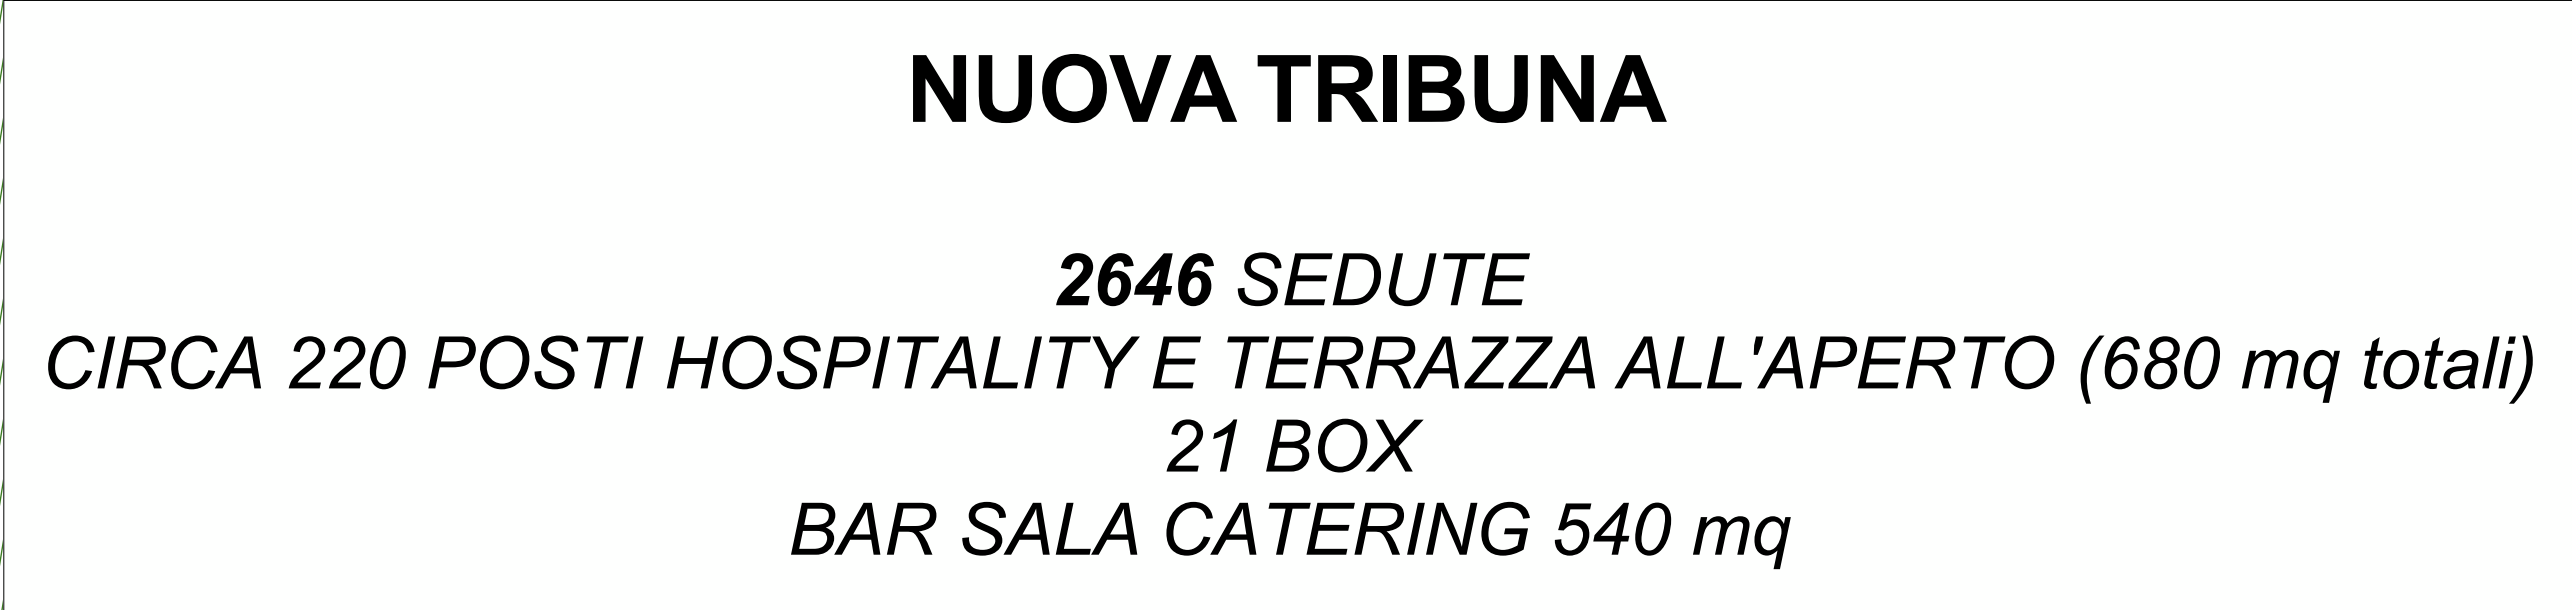 NUOVA TRIBUNA
2646 SEDUTE
CIRCA 220 POSTI HOSPITALITY E TERRAZZA ALL'APERTO (680 mq totali)
21 BOX
BAR SALA CATERING 540 mq